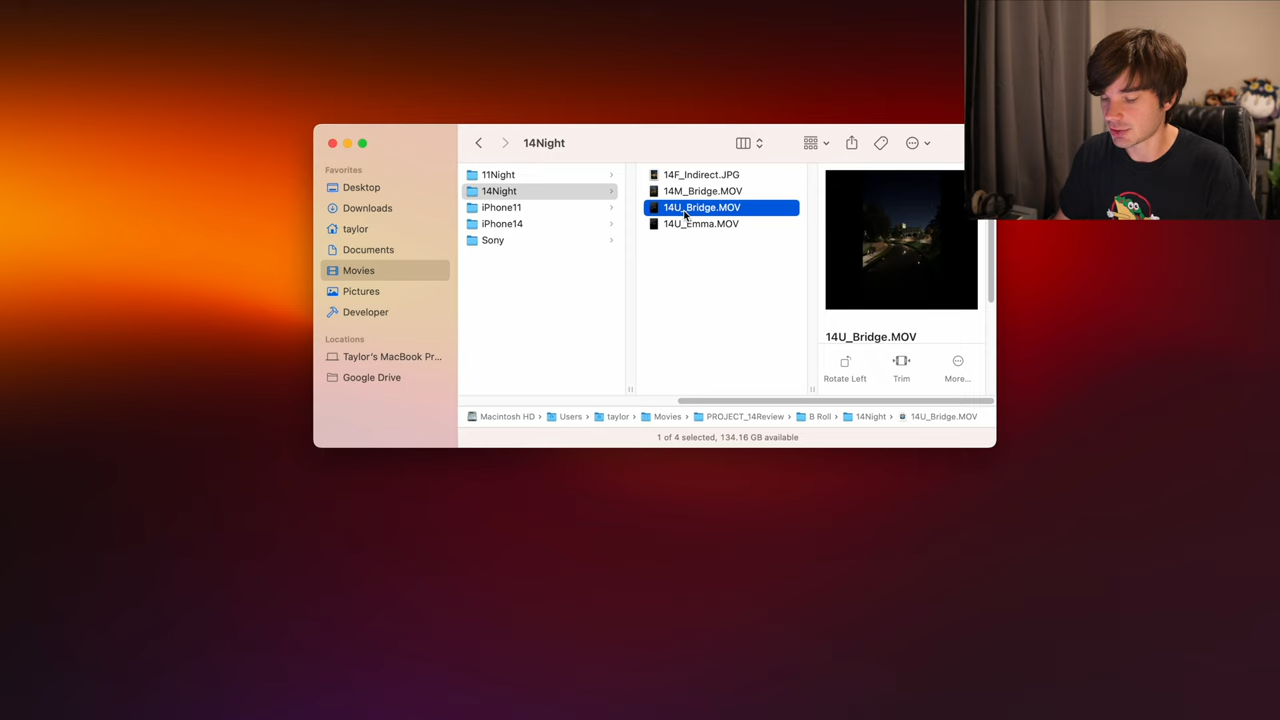 14Night
Favorites
Desktop
Downloads
taylor
Documents
Movies
Pictures
Developer
Locations
Taylor's MacBook Pr...
Google Drive
11Night
14Night
iPhone11
iPhone14
Sony
14F_Indirect.JPG
14M_Bridge.MOV
14U_Bridge.MOV
14U_Emma.MOV
14U_Bridge.MOV
Rotate Left
Trim
More...
Macintosh HD › Users › taylor › Movies › PROJECT_14Review › B Roll › 14Night › 14U_Bridge.MOV
1 of 4 selected, 134.16 GB available